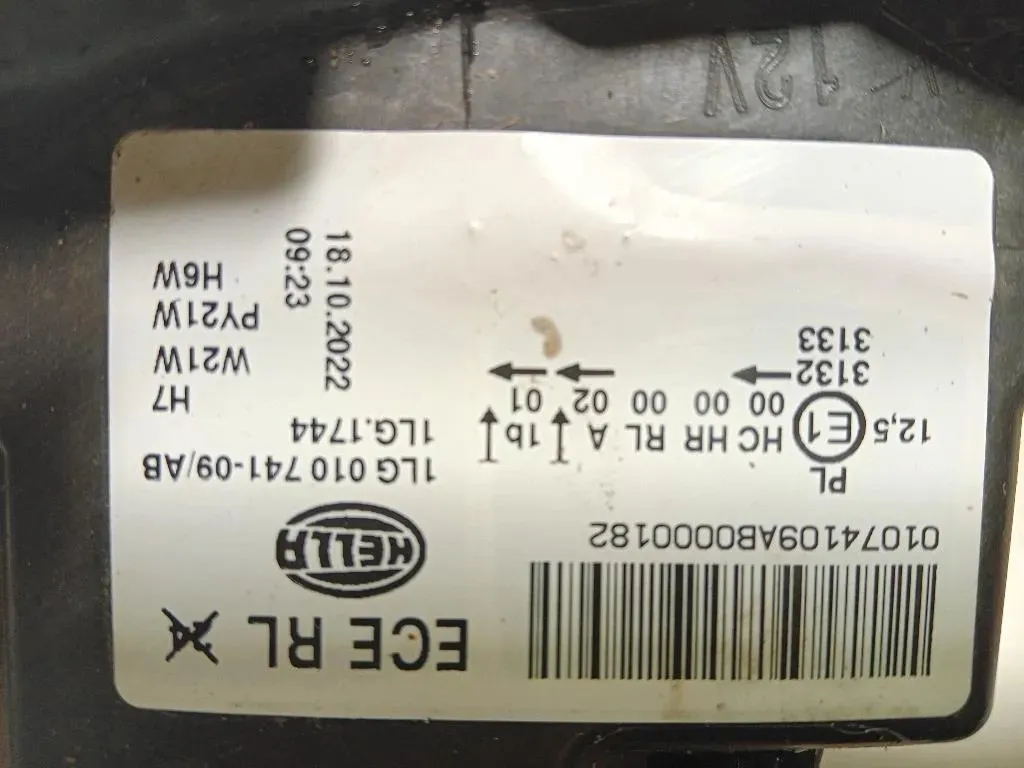 ECE RL
01074109AB0000182
HELLA
PL
1LG 010 741-09/AB
1LG.1744
12,5 E1 HC HR RL A 1b
00 00 00 02 01
3132
3133
H7
W21W
PY21W
H6W
18.10.2022
09:23
12V